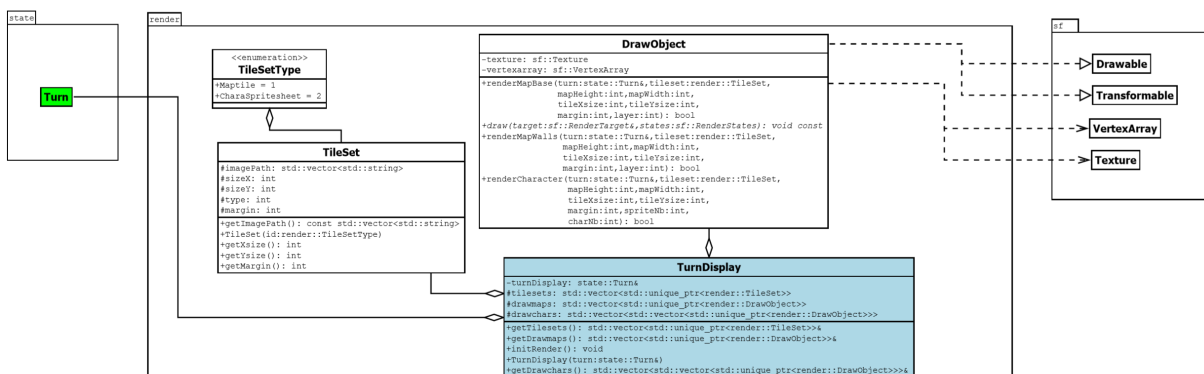 state
Turn
render
<<enumeration>>
TileSetType
+Maptile = 1
+CharaSpritesheet = 2
TileSet
#imagePath: std::vector<std::string>
#sizeX: int
#sizeY: int
#type: int
#margin: int
+getImagePath(): const std::vector<std::string>
+TileSet(id:render::TileSetType)
+getXsize(): int
+getYsize(): int
+getMargin(): int
DrawObject
-texture: sf::Texture
-vertexarray: sf::VertexArray
+renderMapBase(turn:state::Turn&,tileset:render::TileSet,
mapHeight:int,mapWidth:int,
tileXsize:int,tileYsize:int,
margin:int,layer:int): bool
+draw(target:sf::RenderTarget&,states:sf::RenderStates): void const
+renderMapWalls(turn:state::Turn&,tileset:render::TileSet,
mapHeight:int,mapWidth:int,
tileXsize:int,tileYsize:int,
margin:int,layer:int): bool
+renderCharacter(turn:state::Turn&,tileset:render::TileSet,
mapHeight:int,mapWidth:int,
tileXsize:int,tileYsize:int,
margin:int,spriteNb:int,
charNb:int): bool
TurnDisplay
-turnDisplay: state::Turn&
#tilesets: std::vector<std::unique_ptr<render::TileSet>>
#drawmaps: std::vector<std::unique_ptr<render::DrawObject>>
#drawchars: std::vector<std::vector<std::unique_ptr<render::DrawObject>>>
+getTilesets(): std::vector<std::unique_ptr<render::TileSet>>&
+getDrawmaps(): std::vector<std::unique_ptr<render::DrawObject>>&
+initRender(): void
+TurnDisplay(turn:state::Turn&)
+getDrawchars(): std::vector<std::vector<std::unique_ptr<render::DrawObject>>>&
sf
Drawable
Transformable
VertexArray
Texture